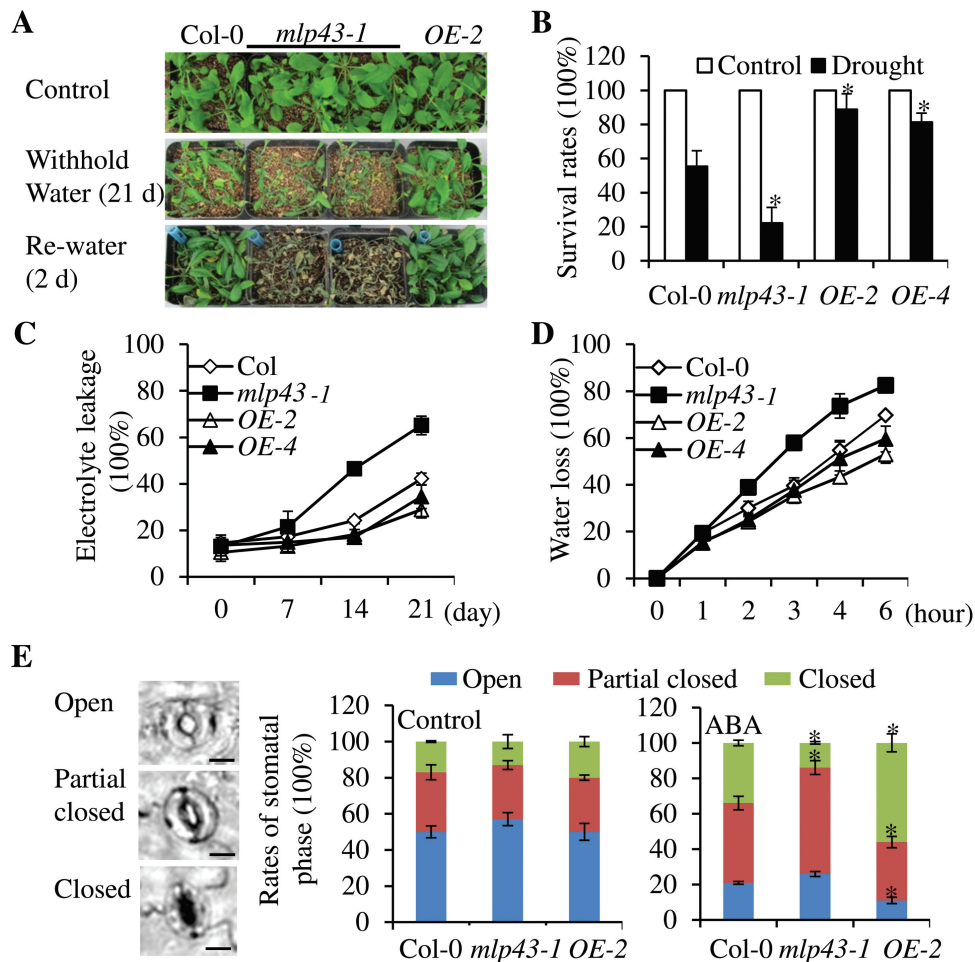 A
Col-0 mlp43-1 OE-2
Control
Withhold
Water (21 d)
Re-water
(2 d)
B
Survival rates (100%)
Control Drought
100
80
60
40
20
0
* * * *
Col-0 mlp43-1 OE-2 OE-4
C
Electrolyte leakage
(100%)
100
80
60
40
20
0
Col
mlp43-1
OE-2
OE-4
0 7 14 21 (day)
D
Water loss (100%)
100
80
60
40
20
0
Col-0
mlp43-1
OE-2
OE-4
0 1 2 3 4 6 (hour)
E
Open
Partial
closed
Closed
Open Partial closed Closed
Rates of stomatal
phase (100%)
120
100
80
60
40
20
0
Control
Col-0 mlp43-1 OE-2
120
100
80
60
40
20
0
ABA
* *
*
*
*
Col-0 mlp43-1 OE-2